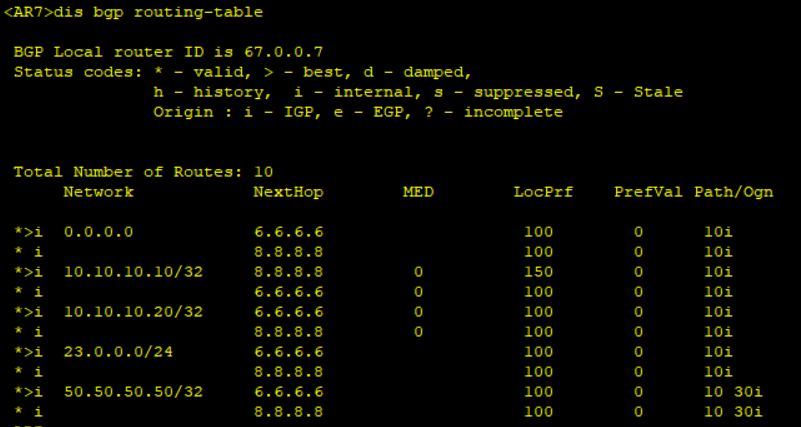 <AR7>dis bgp routing-table
BGP Local router ID is 67.0.0.7
Status codes: * - valid, > - best, d - damped,
h - history,  i - internal, s - suppressed, S - Stale
Origin : i - IGP, e - EGP, ? - incomplete
Total Number of Routes: 10
Network NextHop MED LocPrf PrefVal Path/Ogn
*>i 0.0.0.0 6.6.6.6 100 0 10i
* i 8.8.8.8 100 0 10i
*>i 10.10.10.10/32 8.8.8.8 0 150 0 10i
* i 6.6.6.6 0 100 0 10i
*>i 10.10.10.20/32 6.6.6.6 0 100 0 10i
* i 8.8.8.8 0 100 0 10i
*>i 23.0.0.0/24 6.6.6.6 100 0 10i
* i 8.8.8.8 100 0 10i
*>i 50.50.50.50/32 6.6.6.6 100 0 10 30i
* i 8.8.8.8 100 0 10 30i